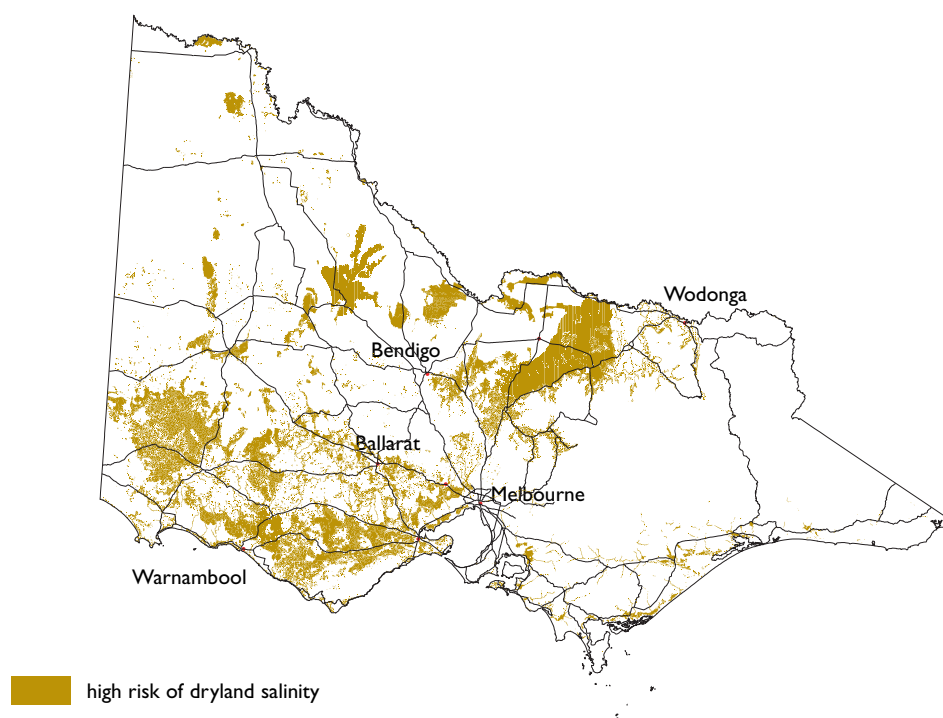 Wodonga
Bendigo
Ballarat
Melbourne
Warnambool
high risk of dryland salinity